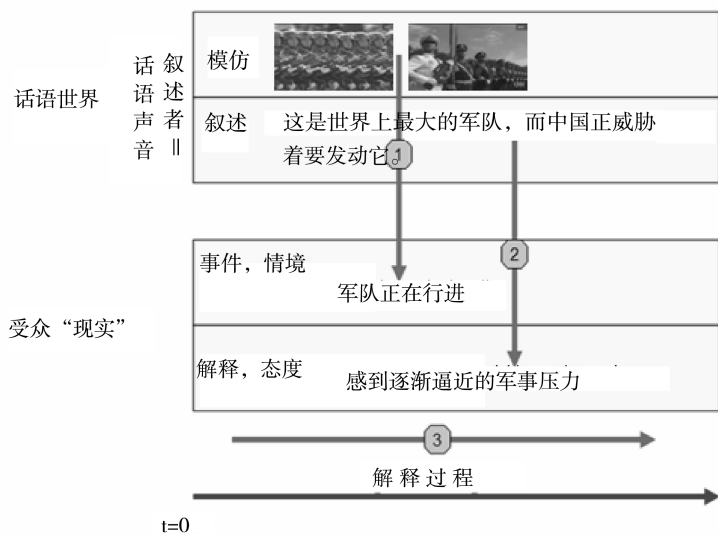 话语世界
话语声音
叙述者=
模仿
叙述
这是世界上最大的军队，而中国正威胁
着要发动它。
1
2
事件，情境
军队正在行进
受众“现实”
解释，态度
感到逐渐逼近的军事压力
3
解释过程
t=0